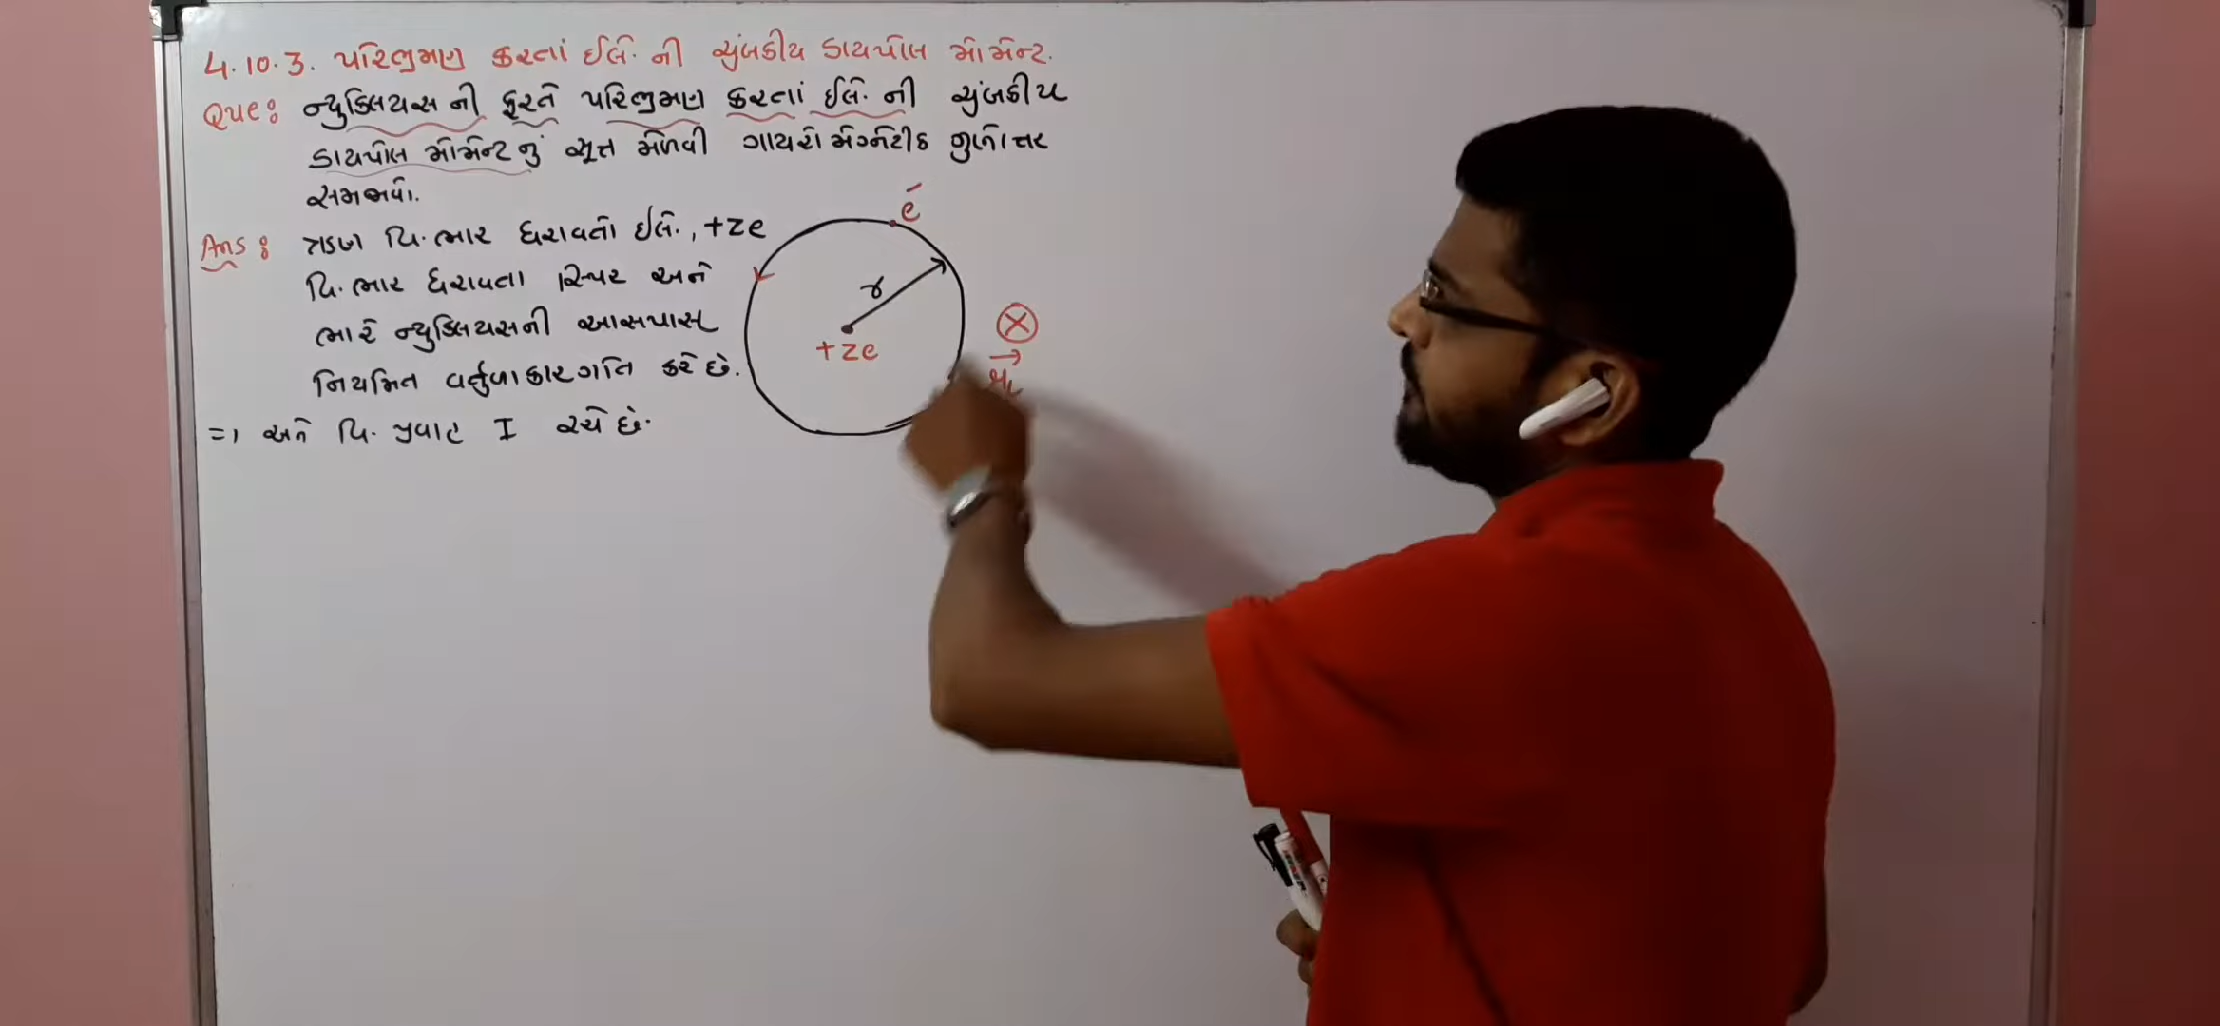 4.10.3. પરિભ્રમણ કરતાં ઈલે. ની ચુંબકીય ડાયપોલ મોમેન્ટ.
Que: ન્યુક્લિયસ ની ફરતે પરિભ્રમણ કરતાં ઈલે. ની ચુંબકીય
ડાયપોલ મોમેન્ટ નું સૂત્ર મેળવી ગાયરો મેગ્નેટીક ગુણોત્તર
સમજાવો.
Ans: ઋણ વિ.ભાર ધરાવતો ઈલે., +ze
વિ.ભાર ધરાવતા સ્થિર અને
ભારે ન્યુક્લિયસની આસપાસ
નિયમિત વર્તુળાકાર ગતિ કરે છે.
=) અને વિ. પ્રવાહ I રચે છે.
e-
r
+ze